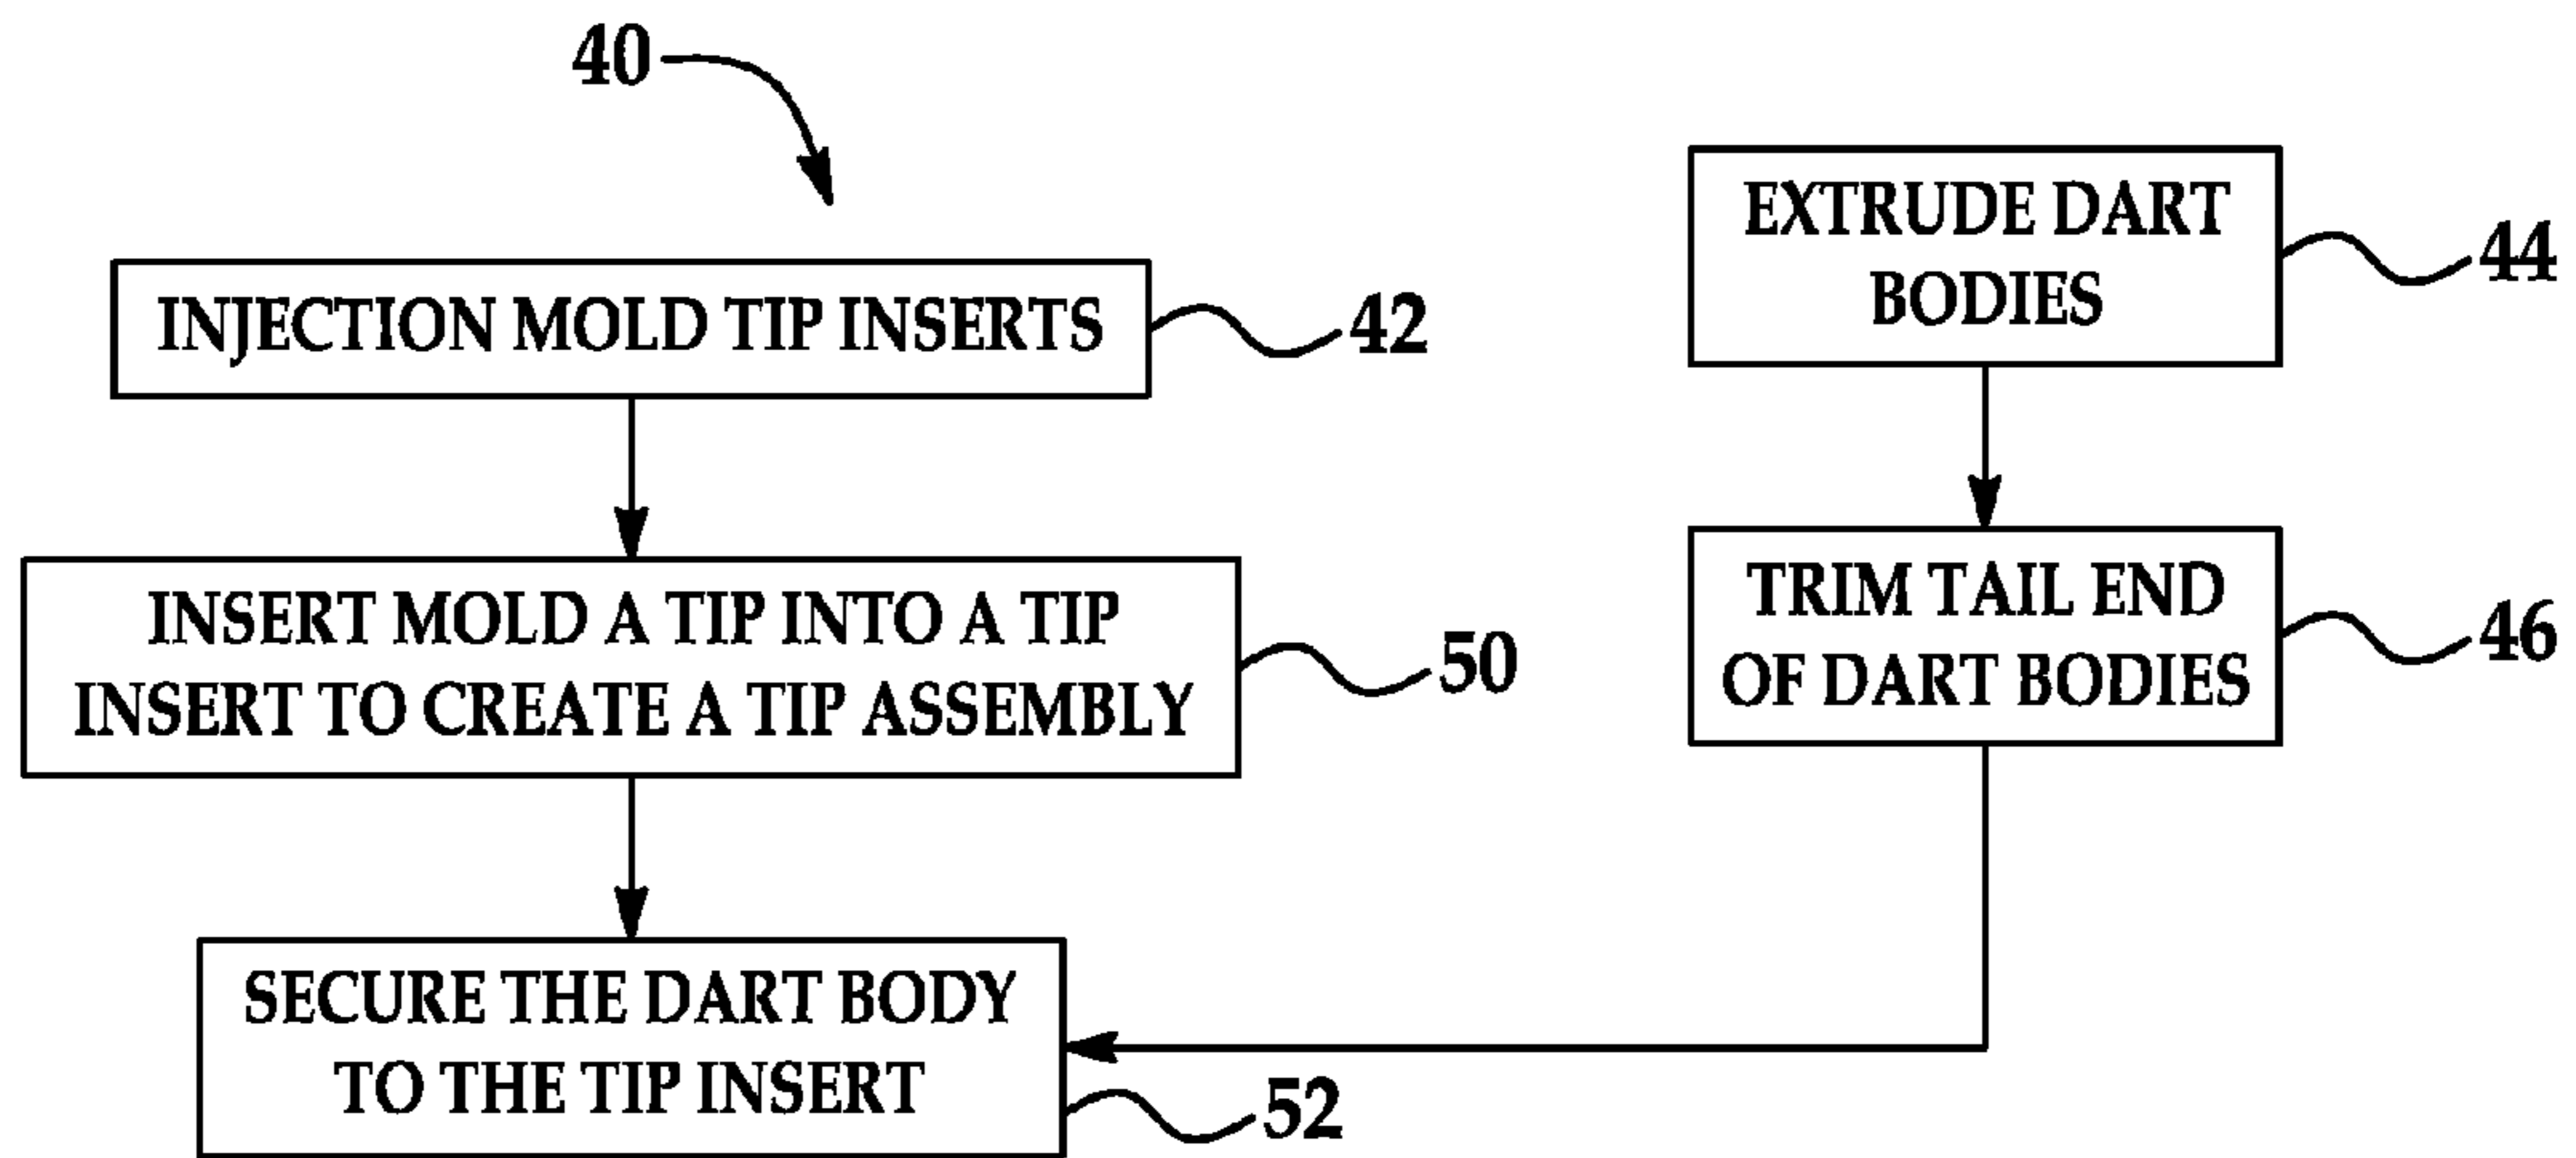 40
INJECTION MOLD TIP INSERTS
42
INSERT MOLD A TIP INTO A TIP
INSERT TO CREATE A TIP ASSEMBLY
50
SECURE THE DART BODY
TO THE TIP INSERT
52
EXTRUDE DART
BODIES
44
TRIM TAIL END
OF DART BODIES
46